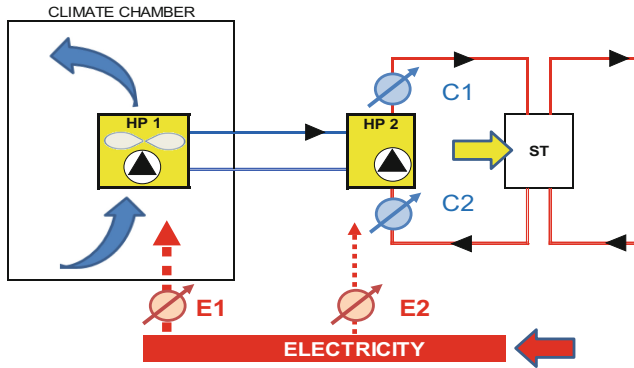 CLIMATE CHAMBER
HP 1
HP 2
C1
ST
C2
E1
E2
ELECTRICITY